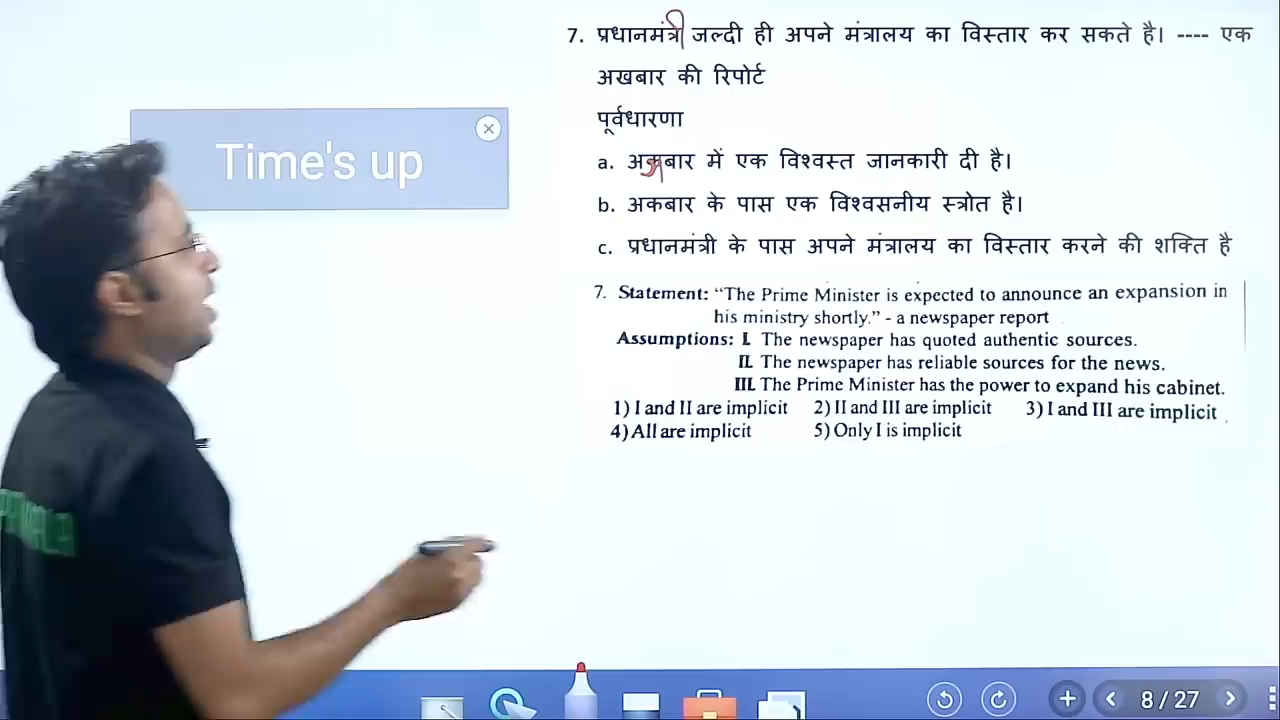 7. प्रधानमंत्री जल्दी ही अपने मंत्रालय का विस्तार कर सकते है। ---- एक
अखबार की रिपोर्ट
पूर्वधारणा
a. अकबार में एक विश्वस्त जानकारी दी है।
b. अकबार के पास एक विश्वसनीय स्त्रोत है।
c. प्रधानमंत्री के पास अपने मंत्रालय का विस्तार करने की शक्ति है
Time's up
7. Statement: “The Prime Minister is expected to announce an expansion in
his ministry shortly.” - a newspaper report
Assumptions: I. The newspaper has quoted authentic sources.
II. The newspaper has reliable sources for the news.
III. The Prime Minister has the power to expand his cabinet.
1) I and II are implicit 2) II and III are implicit 3) I and III are implicit
4) All are implicit 5) Only I is implicit
8 / 27